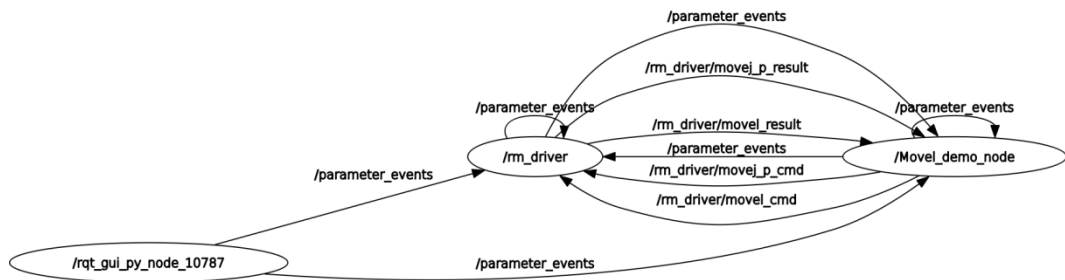 /parameter_events
/rm_driver/movej_p_result
/parameter_events
/parameter_events
/rm_driver/movel_result
/rm_driver
/parameter_events
/Movel_demo_node
/parameter_events
/rm_driver/movej_p_cmd
/rm_driver/movel_cmd
/rqt_gui_py_node_10787
/parameter_events